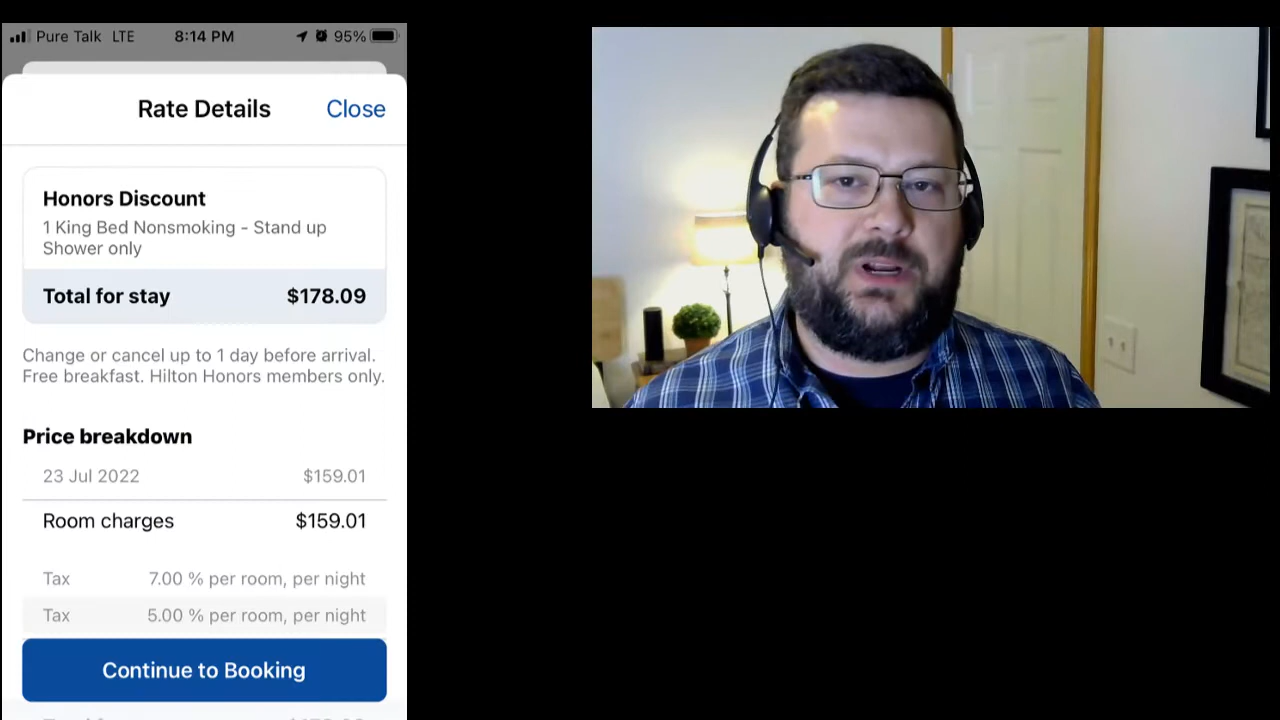 Pure Talk LTE 8:14 PM 95%
Rate Details Close
Honors Discount
1 King Bed Nonsmoking - Stand up
Shower only
Total for stay $178.09
Change or cancel up to 1 day before arrival.
Free breakfast. Hilton Honors members only.
Price breakdown
23 Jul 2022 $159.01
Room charges $159.01
Tax 7.00 % per room, per night
Tax 5.00 % per room, per night
Continue to Booking